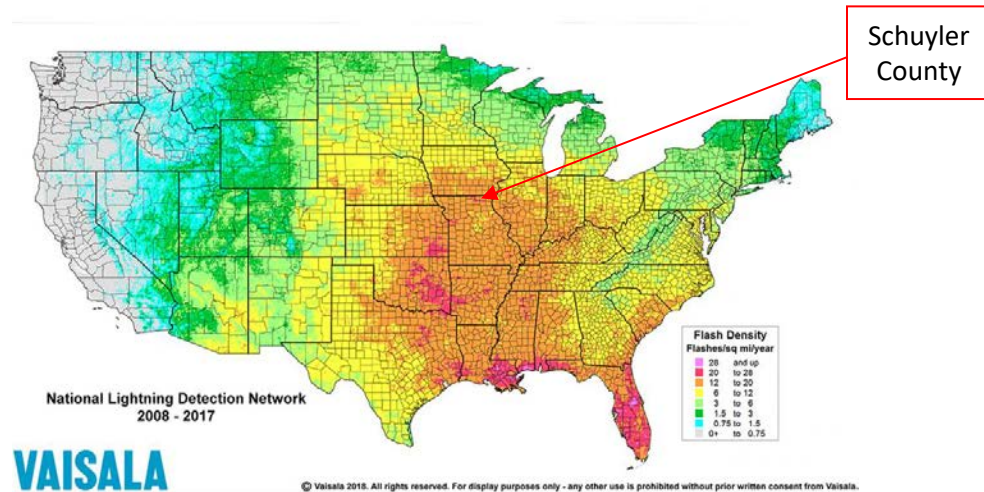 Schuyler
County
National Lightning Detection Network
2008 - 2017
Flash Density
Flashes/sq mi/year
28 and up
20 to 28
12 to 20
6 to 12
3 to 6
1.5 to 3
0.75 to 1.5
0+ to 0.75
VAISALA
© Vaisala 2018. All rights reserved. For display purposes only - any other use is prohibited without prior written consent from Vaisala.